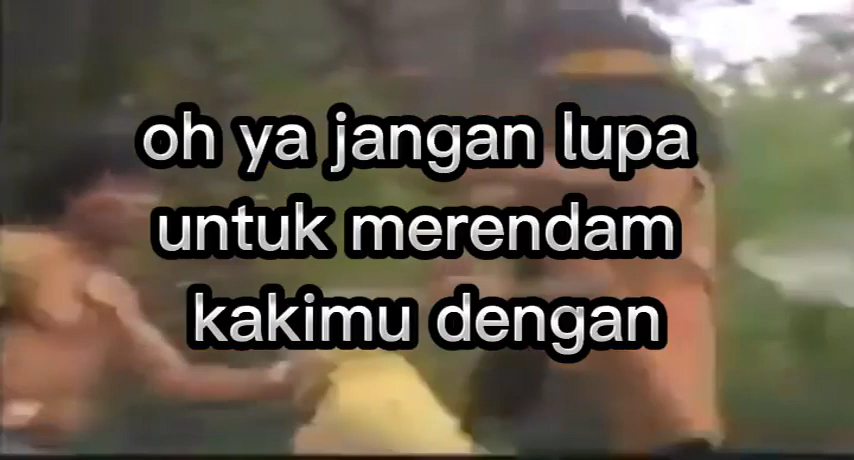 oh ya jangan lupa
untuk merendam
kakimu dengan